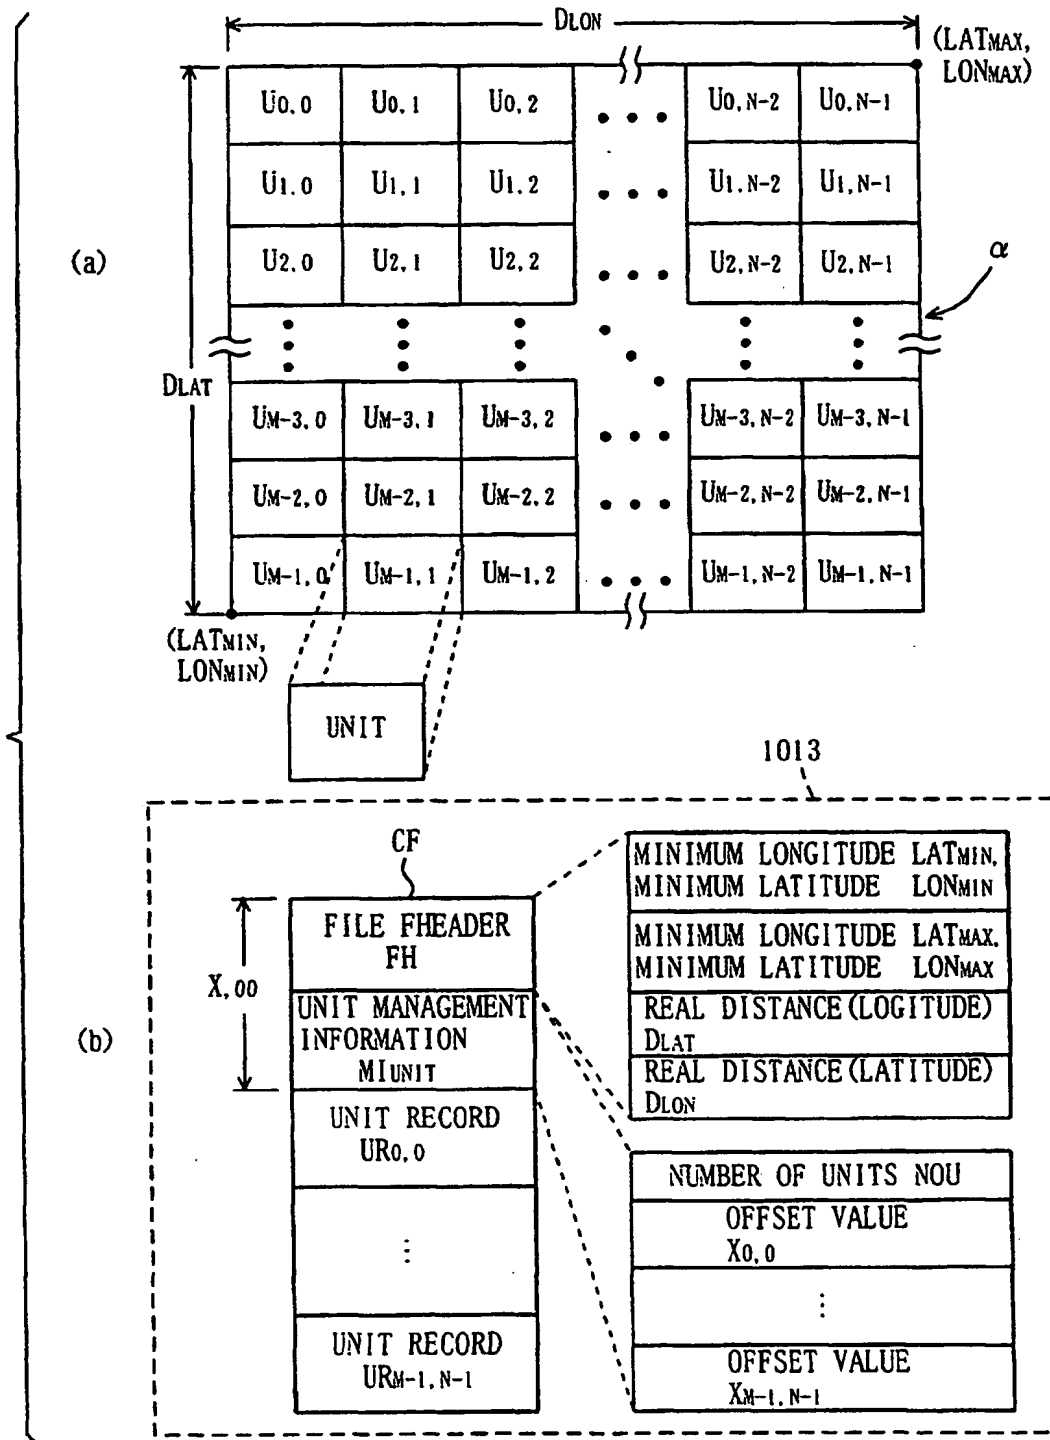 DLON
(LATMAX,
LONMAX)
U0,0 U0,1 U0,2 U0,N-2 U0,N-1
U1,0 U1,1 U1,2 U1,N-2 U1,N-1
(a)
U2,0 U2,1 U2,2 U2,N-2 U2,N-1
α
DLAT
UM-3,0 UM-3,1 UM-3,2 UM-3,N-2 UM-3,N-1
UM-2,0 UM-2,1 UM-2,2 UM-2,N-2 UM-2,N-1
UM-1,0 UM-1,1 UM-1,2 UM-1,N-2 UM-1,N-1
(LATMIN,
LONMIN)
UNIT
1013
(b)
CF
X,00
FILE FHEADER
FH
UNIT MANAGEMENT
INFORMATION
MIUNIT
UNIT RECORD
UR0,0
UNIT RECORD
URM-1,N-1
MINIMUM LONGITUDE LATMIN,
MINIMUM LATITUDE LONMIN
MINIMUM LONGITUDE LATMAX,
MINIMUM LATITUDE LONMAX
REAL DISTANCE(LOGITUDE)
DLAT
REAL DISTANCE(LATITUDE)
DLON
NUMBER OF UNITS NOU
OFFSET VALUE
X0,0
OFFSET VALUE
XM-1,N-1